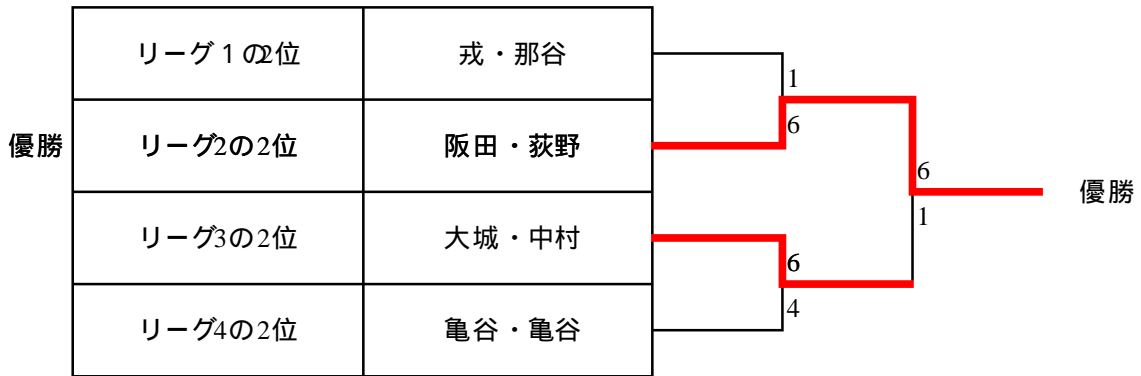 リーグ１の2位 戎・那谷
1
優勝 リーグ2の2位 阪田・荻野
6
6
優勝
1
リーグ3の2位 大城・中村
6
4
リーグ4の2位 亀谷・亀谷